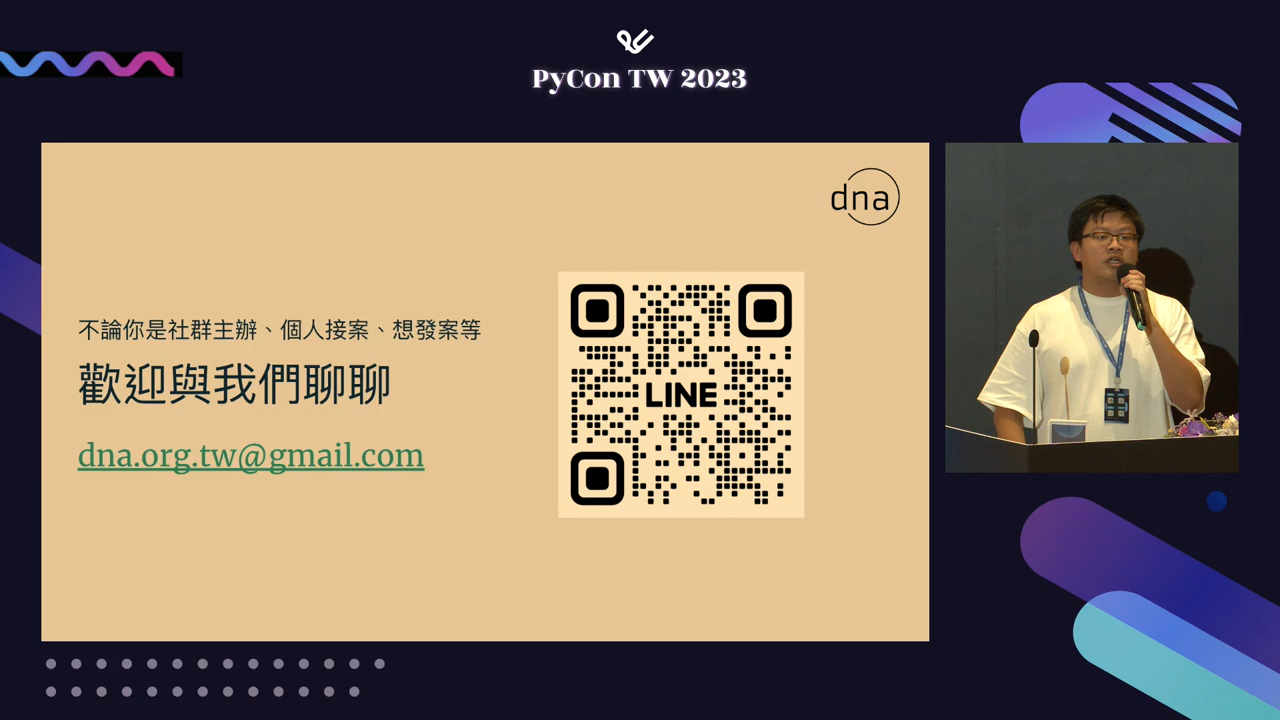 PyCon TW 2023
dna
不論你是社群主辦、個人接案、想發案等
歡迎與我們聊聊
dna.org.tw@gmail.com
LINE